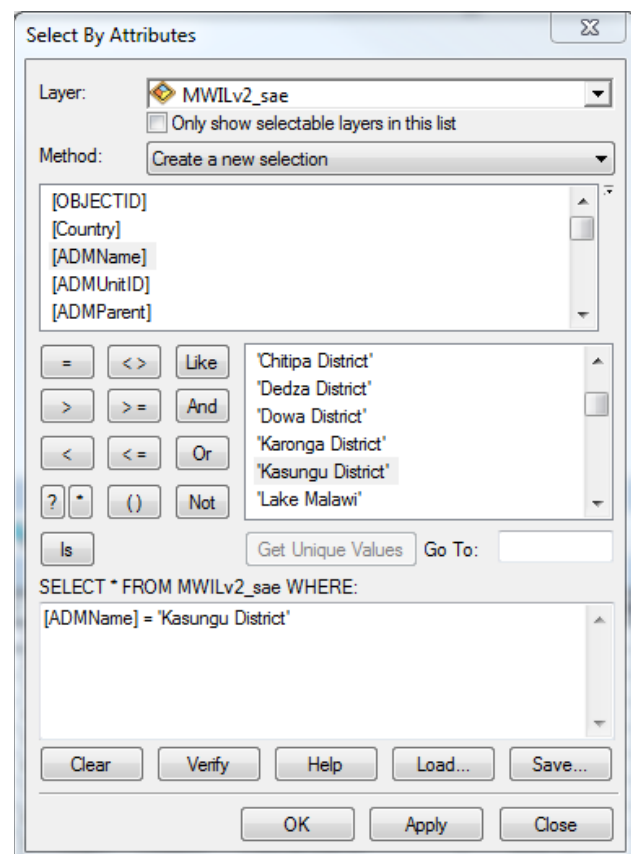 Select By Attributes
Layer: MWILv2_sae
Only show selectable layers in this list
Method: Create a new selection
[OBJECTID]
[Country]
[ADMName]
[ADMUnitID]
[ADMParent]
= <> Like 'Chitipa District'
'Dedza District'
> >= And 'Dowa District'
'Karonga District'
< <= Or 'Kasungu District'
? * () Not 'Lake Malawi'
Is Get Unique Values Go To:
SELECT * FROM MWILv2_sae WHERE:
[ADMName] = 'Kasungu District'
Clear Verify Help Load... Save...
OK Apply Close